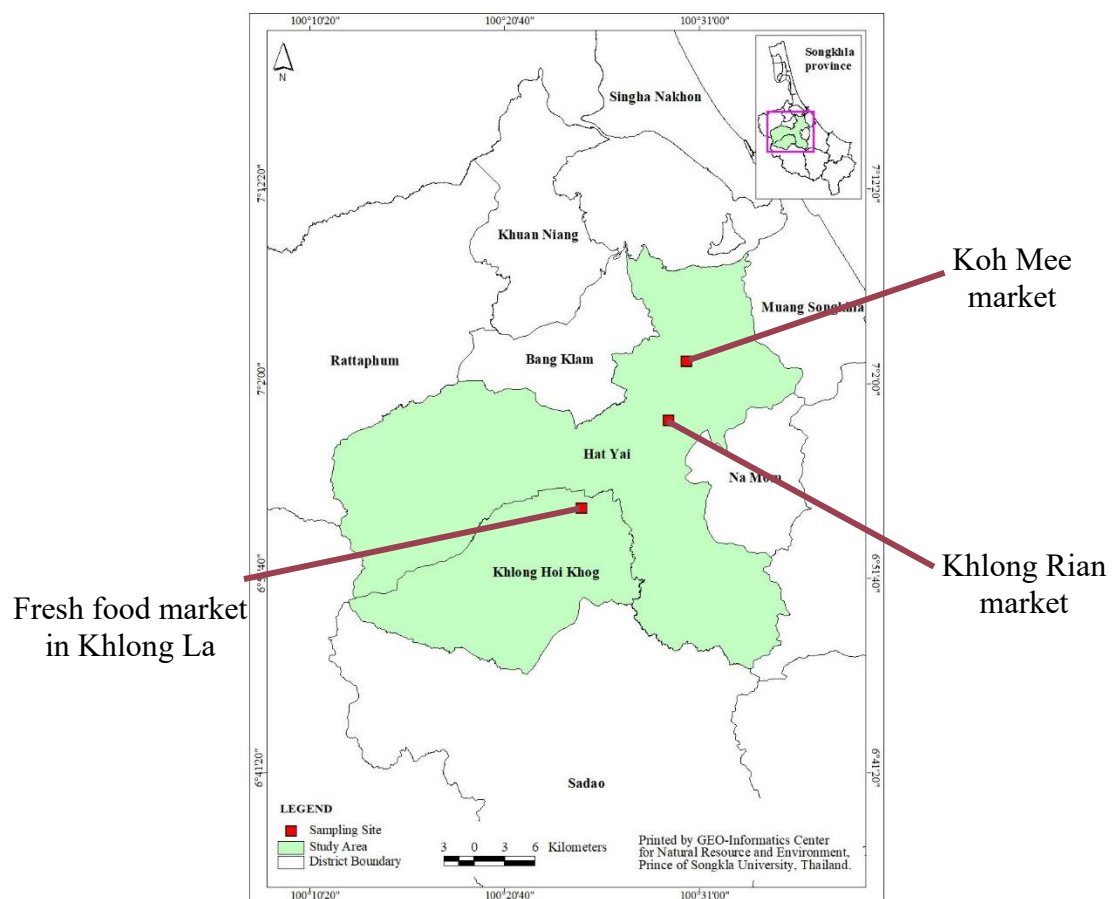 100°10'20"
100°20'40"
100°31'00"
N
Songkhla
province
Singha Nakhon
7°12'20"
7°12'20"
Khuan Niang
Koh Mee
market
Muang Songkhla
Rattaphum
Bang Klam
7°2'00"
7°2'00"
Hat Yai
Na Mom
Khlong Hoi Khog
6°51'40"
6°51'40"
Khlong Rian
market
Fresh food market
in Khlong La
6°41'20"
6°41'20"
Sadao
LEGEND
Sampling Site
Study Area
District Boundary
3 0 3 6 Kilometers
Printed by GEO-Informatics Center
for Natural Resource and Environment,
Prince of Songkla University, Thailand.
100°10'20"
100°20'40"
100°31'00"